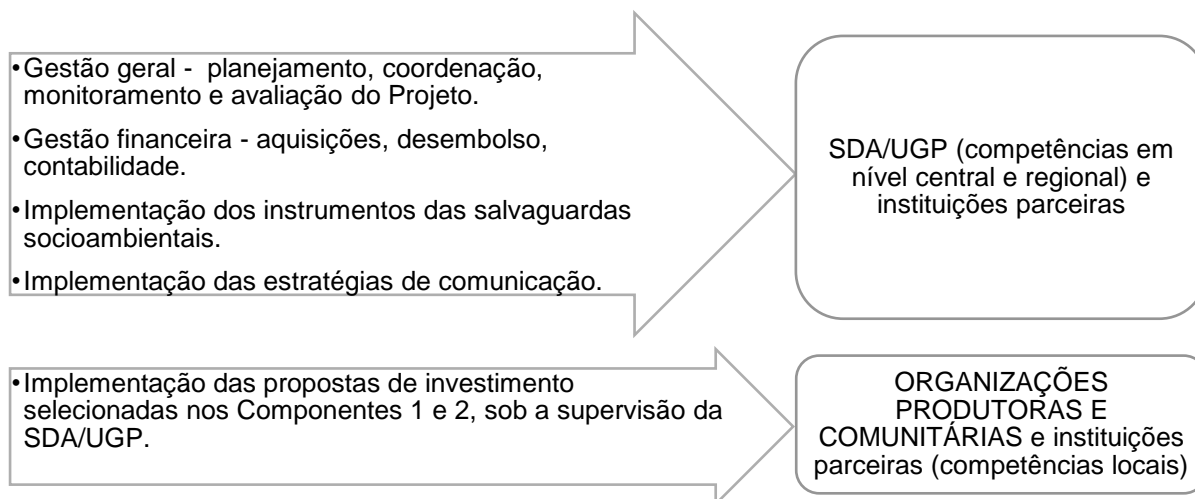 •Gestão geral - planejamento, coordenação,
monitoramento e avaliação do Projeto.
•Gestão financeira - aquisições, desembolso,
contabilidade.
•Implementação dos instrumentos das salvaguardas
socioambientais.
•Implementação das estratégias de comunicação.
SDA/UGP (competências em
nível central e regional) e
instituições parceiras
•Implementação das propostas de investimento
selecionadas nos Componentes 1 e 2, sob a supervisão da
SDA/UGP.
ORGANIZAÇÕES
PRODUTORAS E
COMUNITÁRIAS e instituições
parceiras (competências locais)